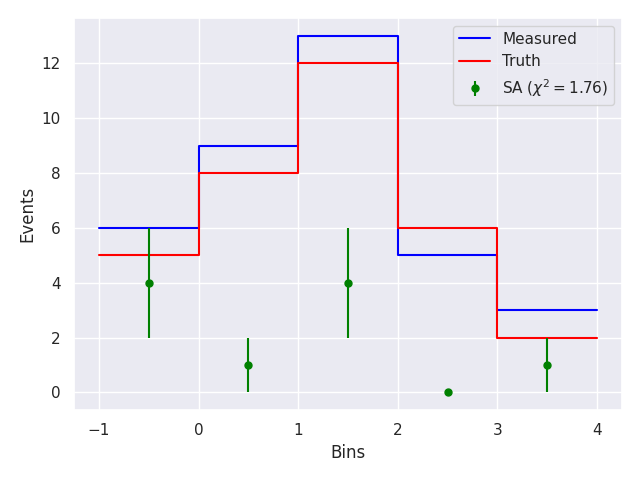 Measured
Truth
SA (χ² = 1.76)
12
10
8
6
4
2
0
Events
−1 0 1 2 3 4
Bins